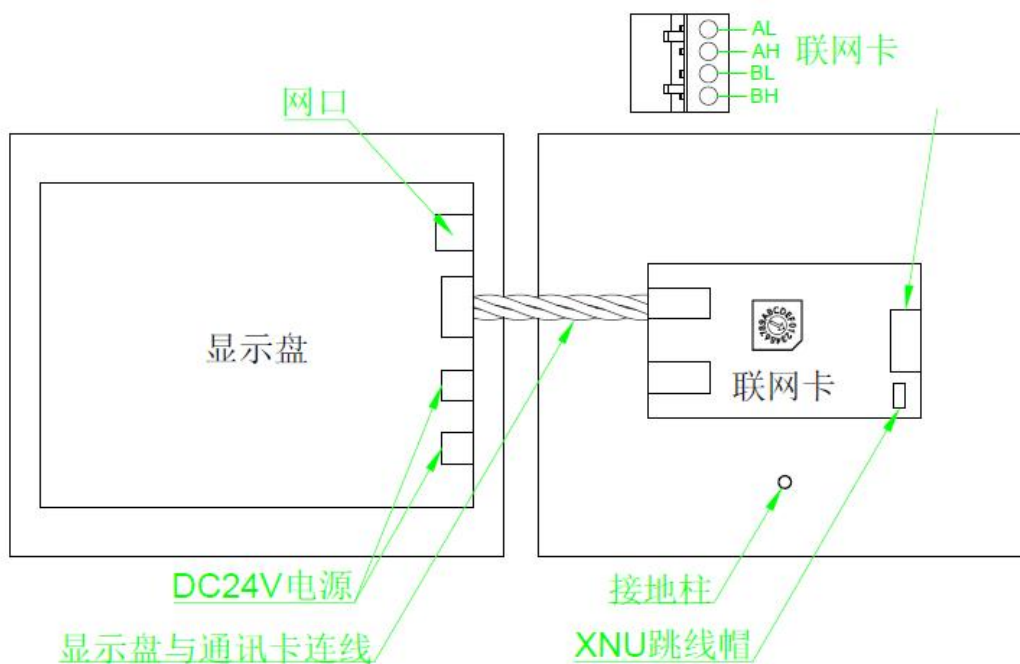 AL
AH
BL
BH
联网卡
网口
显示盘
789ABCDEF0123456
联网卡
DC24V电源
接地柱
显示盘与通讯卡连线
XNU跳线帽